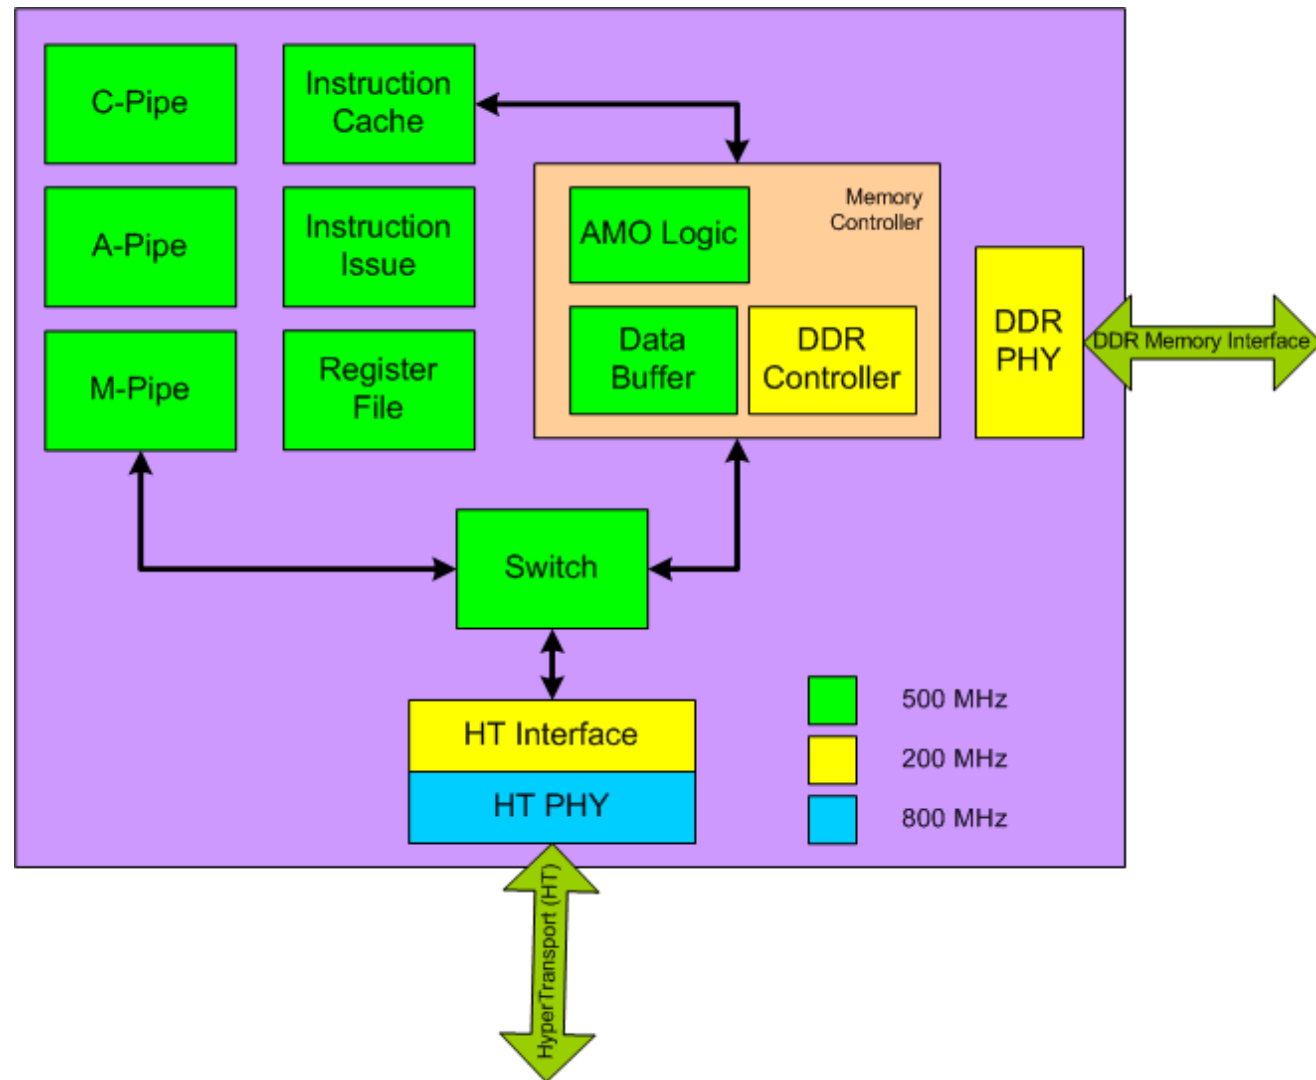 C-Pipe
Instruction
Cache
A-Pipe
Instruction
Issue
M-Pipe
Register
File
Memory
Controller
AMO Logic
Data
Buffer
DDR
Controller
DDR
PHY
DDR Memory Interface
Switch
HT Interface
HT PHY
500 MHz
200 MHz
800 MHz
HyperTransport (HT)